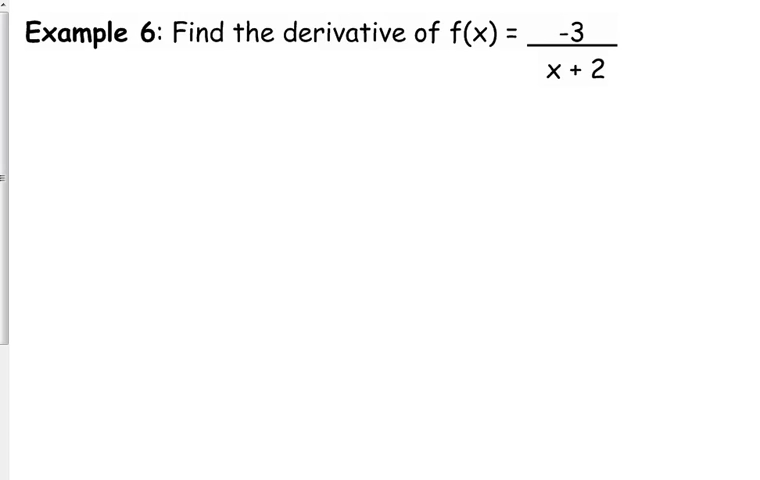 Example 6: Find the derivative of f(x) = -3
x + 2